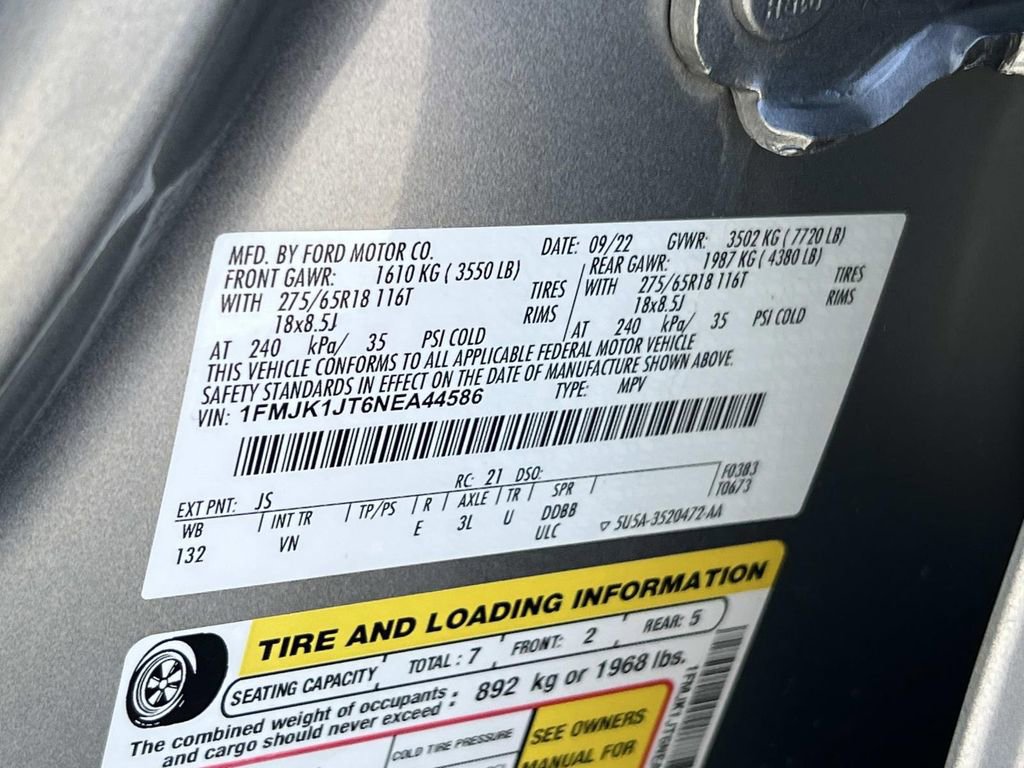 MFD. BY FORD MOTOR CO. DATE: 09/22 GVWR: 3502 KG ( 7720 LB)
FRONT GAWR: 1610 KG ( 3550 LB) REAR GAWR: 1987 KG ( 4380 LB)
WITH 275/65R18 116T TIRES WITH 275/65R18 116T TIRES
18x8.5J RIMS 18x8.5J RIMS
AT 240 kPa/ 35 PSI COLD AT 240 kPa/ 35 PSI COLD
THIS VEHICLE CONFORMS TO ALL APPLICABLE FEDERAL MOTOR VEHICLE
SAFETY STANDARDS IN EFFECT ON THE DATE OF MANUFACTURE SHOWN ABOVE.
VIN: 1FMJK1JT6NEA44586 TYPE: MPV
EXT PNT: JS RC: 21 DSO: F0383
T0673
WB INT TR TP/PS R AXLE TR SPR
132 VN E 3L U DDBB
ULC 5U5A-3520472-AA
TIRE AND LOADING INFORMATION
SEATING CAPACITY TOTAL : 7 FRONT: 2 REAR: 5
The combined weight of occupants
and cargo should never exceed : 892 kg or 1968 lbs.
COLD TIRE PRESSURE
SEE OWNERS
MANUAL FOR